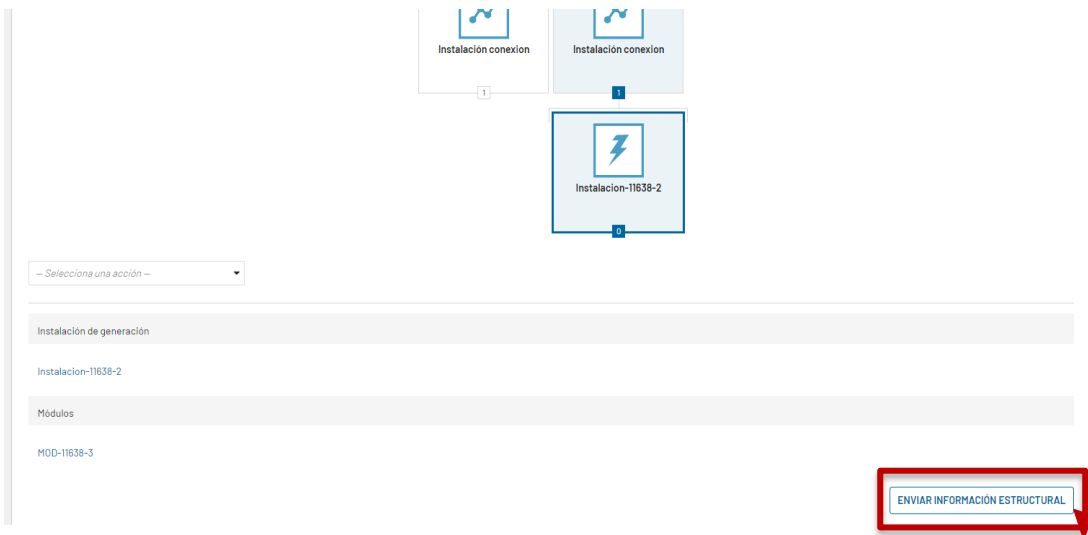 Instalación conexion
Instalación conexion
1
1
Instalacion-11638-2
0
— Selecciona una acción —
Instalación de generación
Instalacion-11638-2
Módulos
MOD-11638-3
ENVIAR INFORMACIÓN ESTRUCTURAL